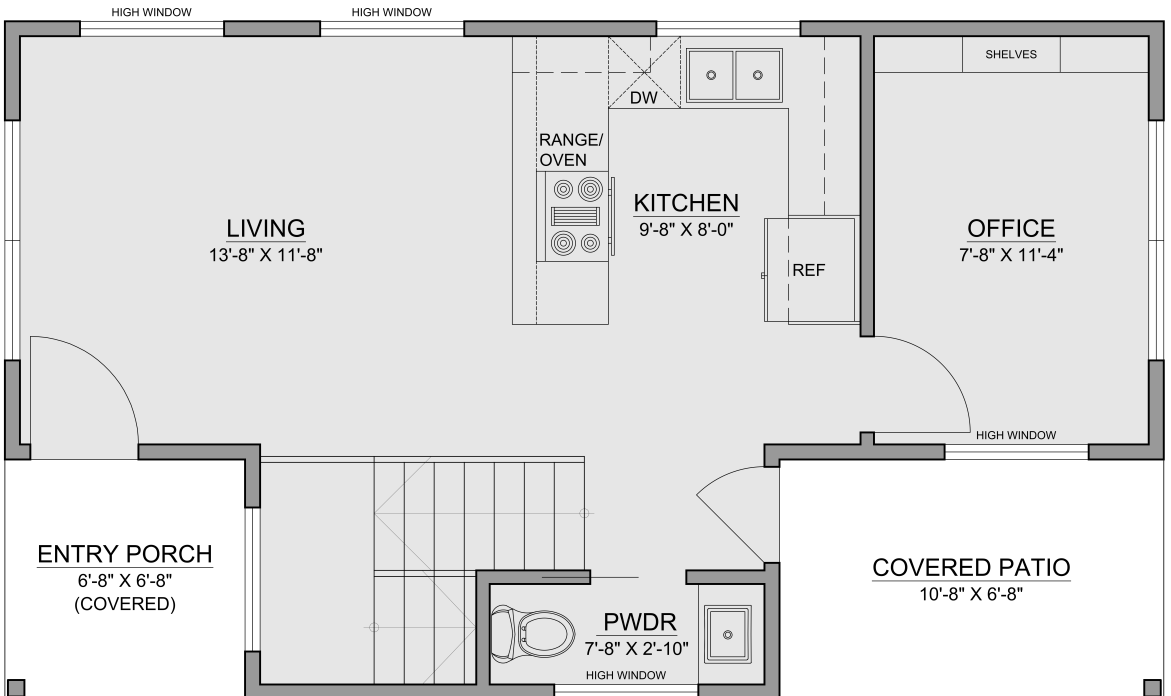 HIGH WINDOW
HIGH WINDOW
SHELVES
DW
RANGE/
OVEN
KITCHEN
9'-8" X 8'-0"
LIVING
13'-8" X 11'-8"
OFFICE
7'-8" X 11'-4"
REF
HIGH WINDOW
ENTRY PORCH
6'-8" X 6'-8"
(COVERED)
COVERED PATIO
10'-8" X 6'-8"
PWDR
7'-8" X 2'-10"
HIGH WINDOW